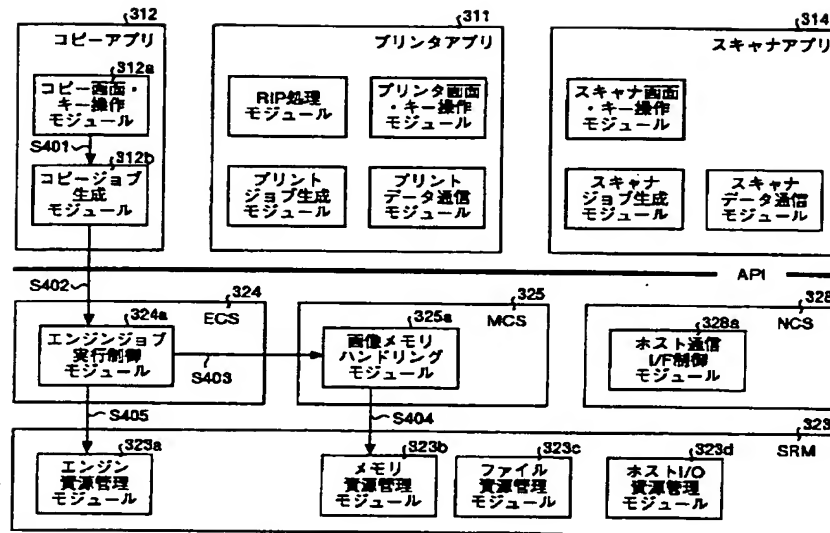 312
コピーアプリ
312a
コピー画面・
キー操作
モジュール
S401
312b
コピージョブ
生成
モジュール
311
プリンタアプリ
RIP処理
モジュール
プリンタ画面
・キー操作
モジュール
プリント
ジョブ生成
モジュール
プリント
データ通信
モジュール
314
スキャナアプリ
スキャナ画面
・キー操作
モジュール
スキャナ
ジョブ生成
モジュール
スキャナ
データ通信
モジュール
API
S402
324
ECS
324a
エンジンジョブ
実行制御
モジュール
S403
325
MCS
325a
画像メモリ
ハンドリング
モジュール
328
NCS
328a
ホスト通信
I/F制御
モジュール
S405
S404
323
SRM
323a
エンジン
資源管理
モジュール
323b
メモリ
資源管理
モジュール
323c
ファイル
資源管理
モジュール
323d
ホストI/O
資源管理
モジュール